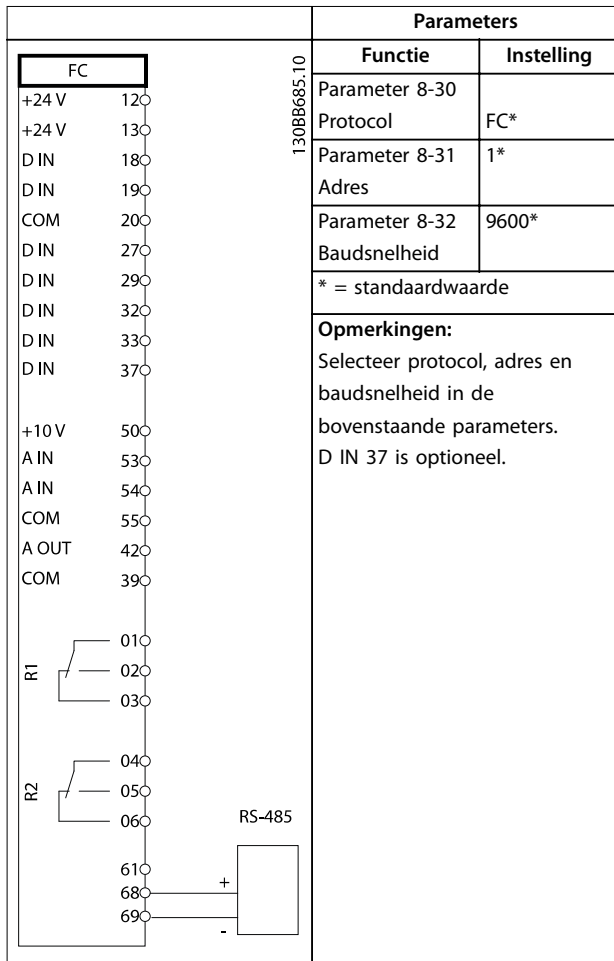 Parameters
Functie Instelling
Parameter 8-30
Protocol FC*
Parameter 8-31 1*
Adres
Parameter 8-32 9600*
Baudsnelheid
* = standaardwaarde
Opmerkingen:
Selecteer protocol, adres en
baudsnelheid in de
bovenstaande parameters.
D IN 37 is optioneel.
130BB685.10
FC
+24 V 12
+24 V 13
D IN 18
D IN 19
COM 20
D IN 27
D IN 29
D IN 32
D IN 33
D IN 37
+10 V 50
A IN 53
A IN 54
COM 55
A OUT 42
COM 39
R1
01
02
03
R2
04
05
06
RS-485
61
68 +
69 -